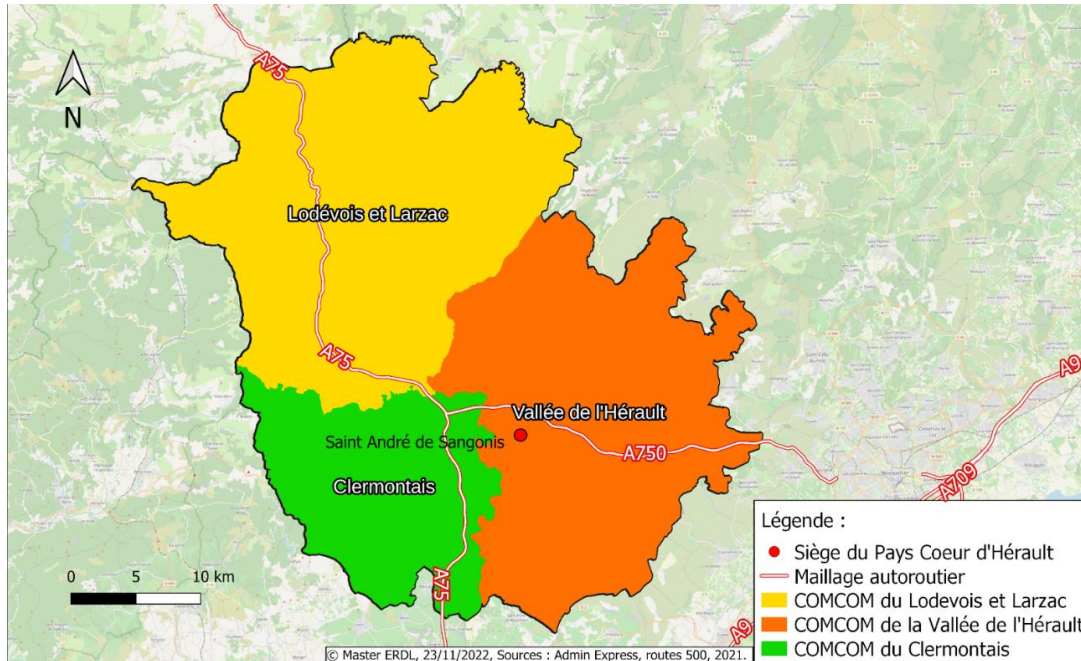 N
A75
Lodévois et Larzac
A75
A9
Vallée de l'Hérault
Saint André de Sangonis
A750
Clermontais
A709
A75
A9
0 5 10 km
Légende :
Siège du Pays Coeur d'Hérault
Maillage autoroutier
COMCOM du Lodevois et Larzac
COMCOM de la Vallée de l'Hérault
COMCOM du Clermontais
© Master ERDL, 23/11/2022, Sources : Admin Express, routes 500, 2021.